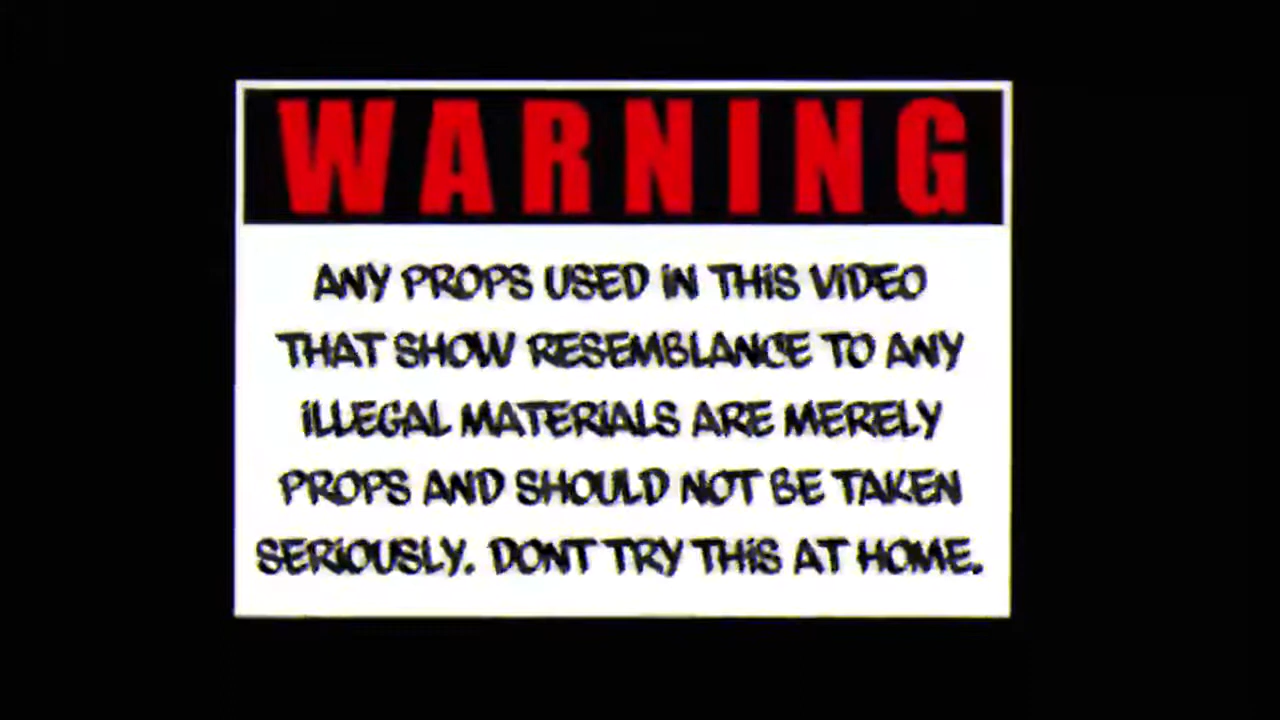 WARNING
ANY PROPS USED IN THIS VIDEO
THAT SHOW RESEMBLANCE TO ANY
ILLEGAL MATERIALS ARE MERELY
PROPS AND SHOULD NOT BE TAKEN
SERIOUSLY. DONT TRY THIS AT HOME.